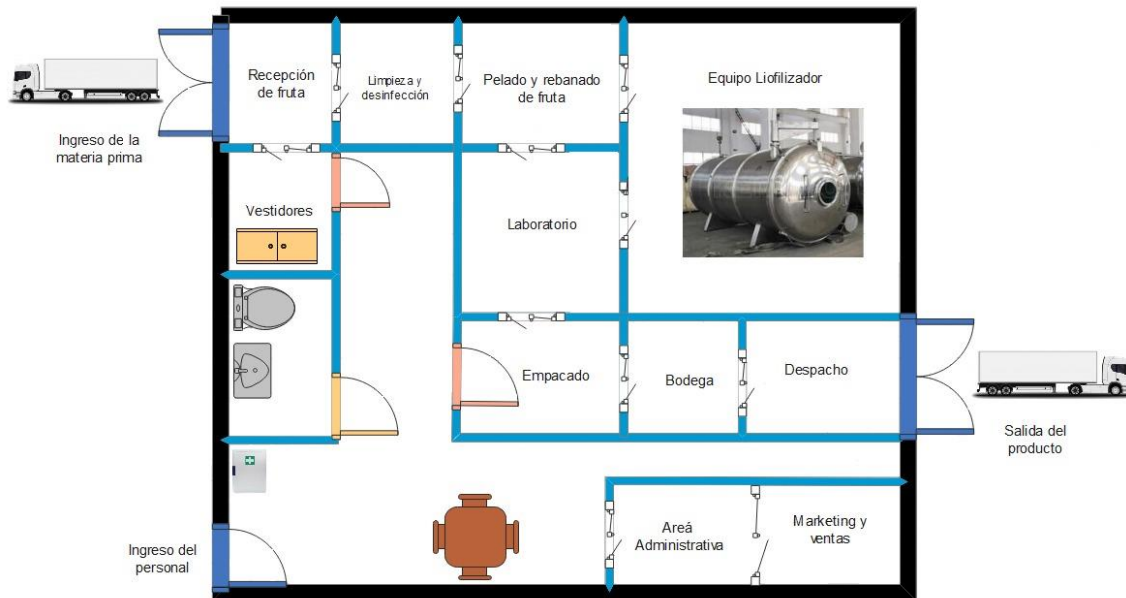 Recepción
de fruta
Limpieza y
desinfección
Pelado y rebanado
de fruta
Equipo Liofilizador
Ingreso de la
materia prima
Vestidores
Laboratorio
Empacado
Bodega
Despacho
Salida del
producto
Ingreso del
personal
Areá
Administrativa
Marketing y
ventas